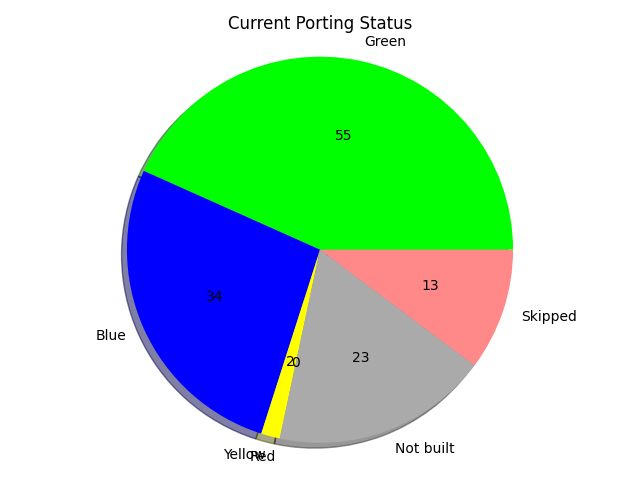 Current Porting Status
Green
55
34
Blue
2
0
Yellow
Red
23
Not built
13
Skipped